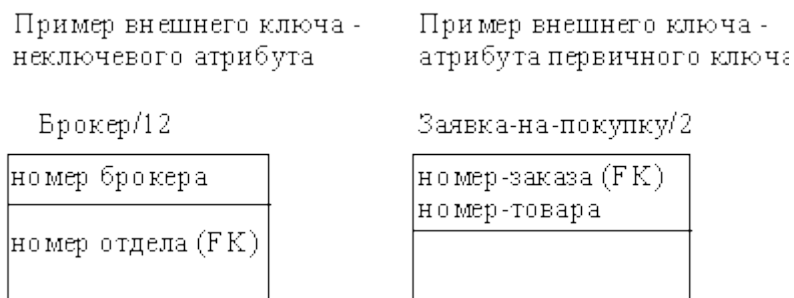 Пример внешнего ключа -
неключевого атрибута
Пример внешнего ключа -
атрибута первичного ключа
Брокер/12
номер брокера
номер отдела (FK)
Заявка-на-покупку/2
номер-заказа (FK)
номер-товара